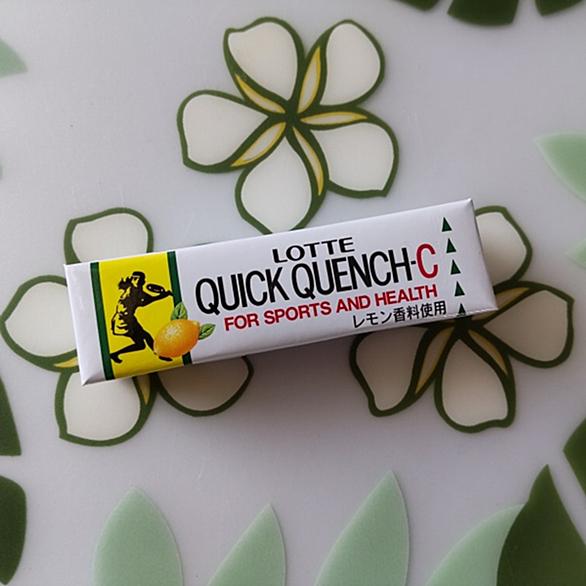 LOTTE
QUICK QUENCH-C
FOR SPORTS AND HEALTH
レモン香料使用